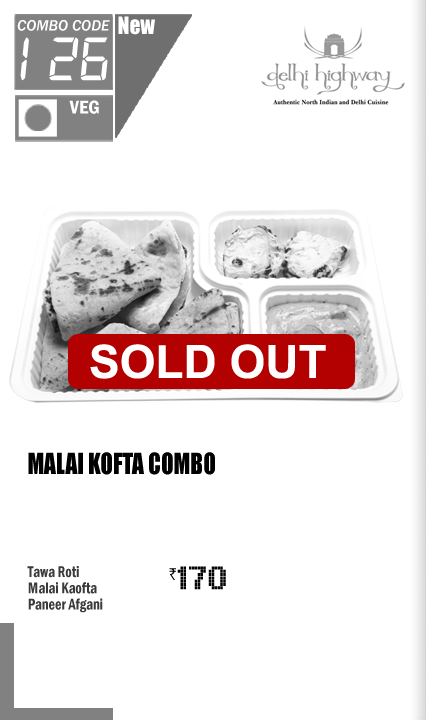 COMBO CODE
New
126
VEG
delhi highway
Authentic North Indian and Delhi Cuisine
SOLD OUT
MALAI KOFTA COMBO
Tawa Roti
₹170
Malai Kaofta
Paneer Afgani